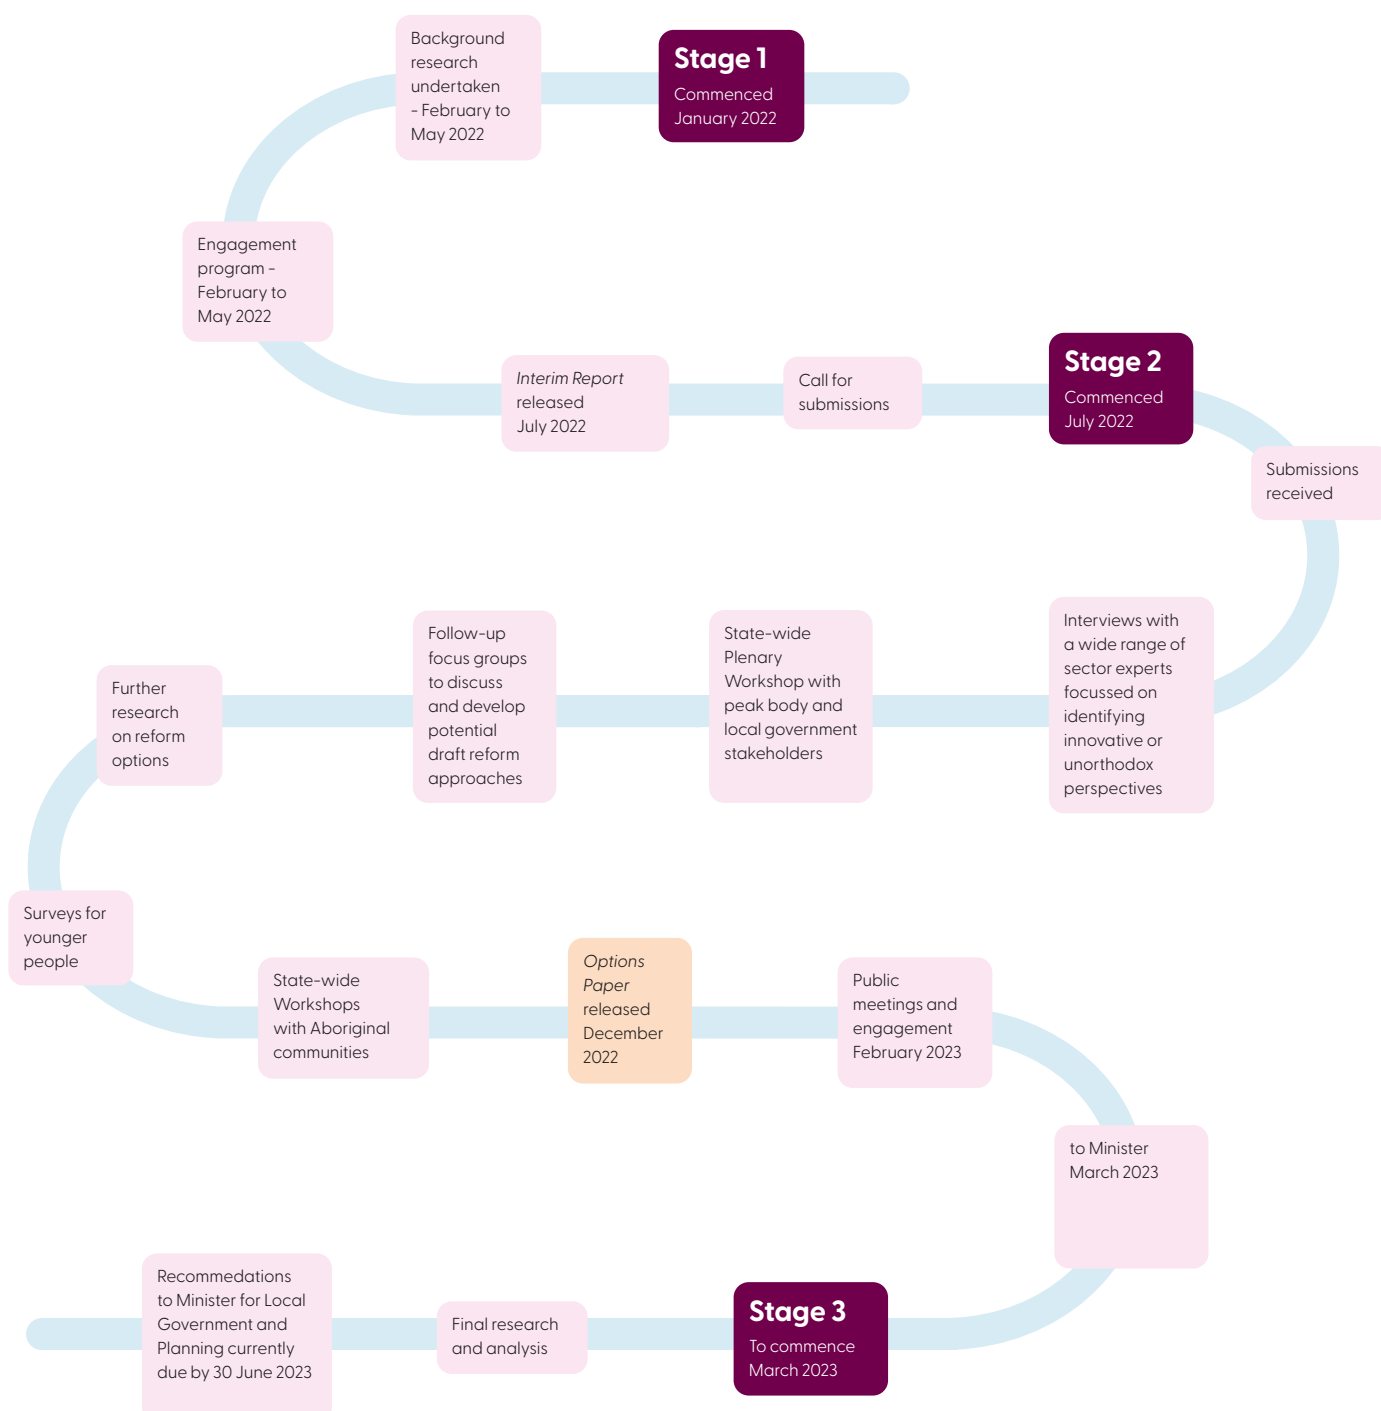 Stage 1
Commenced
January 2022
Background
research
undertaken
- February to
May 2022
Engagement
program -
February to
May 2022
Interim Report
released
July 2022
Call for
submissions
Stage 2
Commenced
July 2022
Submissions
received
Interviews with
a wide range of
sector experts
focussed on
identifying
innovative or
unorthodox
perspectives
State-wide
Plenary
Workshop with
peak body and
local government
stakeholders
Follow-up
focus groups
to discuss
and develop
potential
draft reform
approaches
Further
research
on reform
options
Surveys for
younger
people
State-wide
Workshops
with Aboriginal
communities
Options
Paper
released
December
2022
Public
meetings and
engagement
February 2023
to Minister
March 2023
Stage 3
To commence
March 2023
Final research
and analysis
Recommedations
to Minister for Local
Government and
Planning currently
due by 30 June 2023